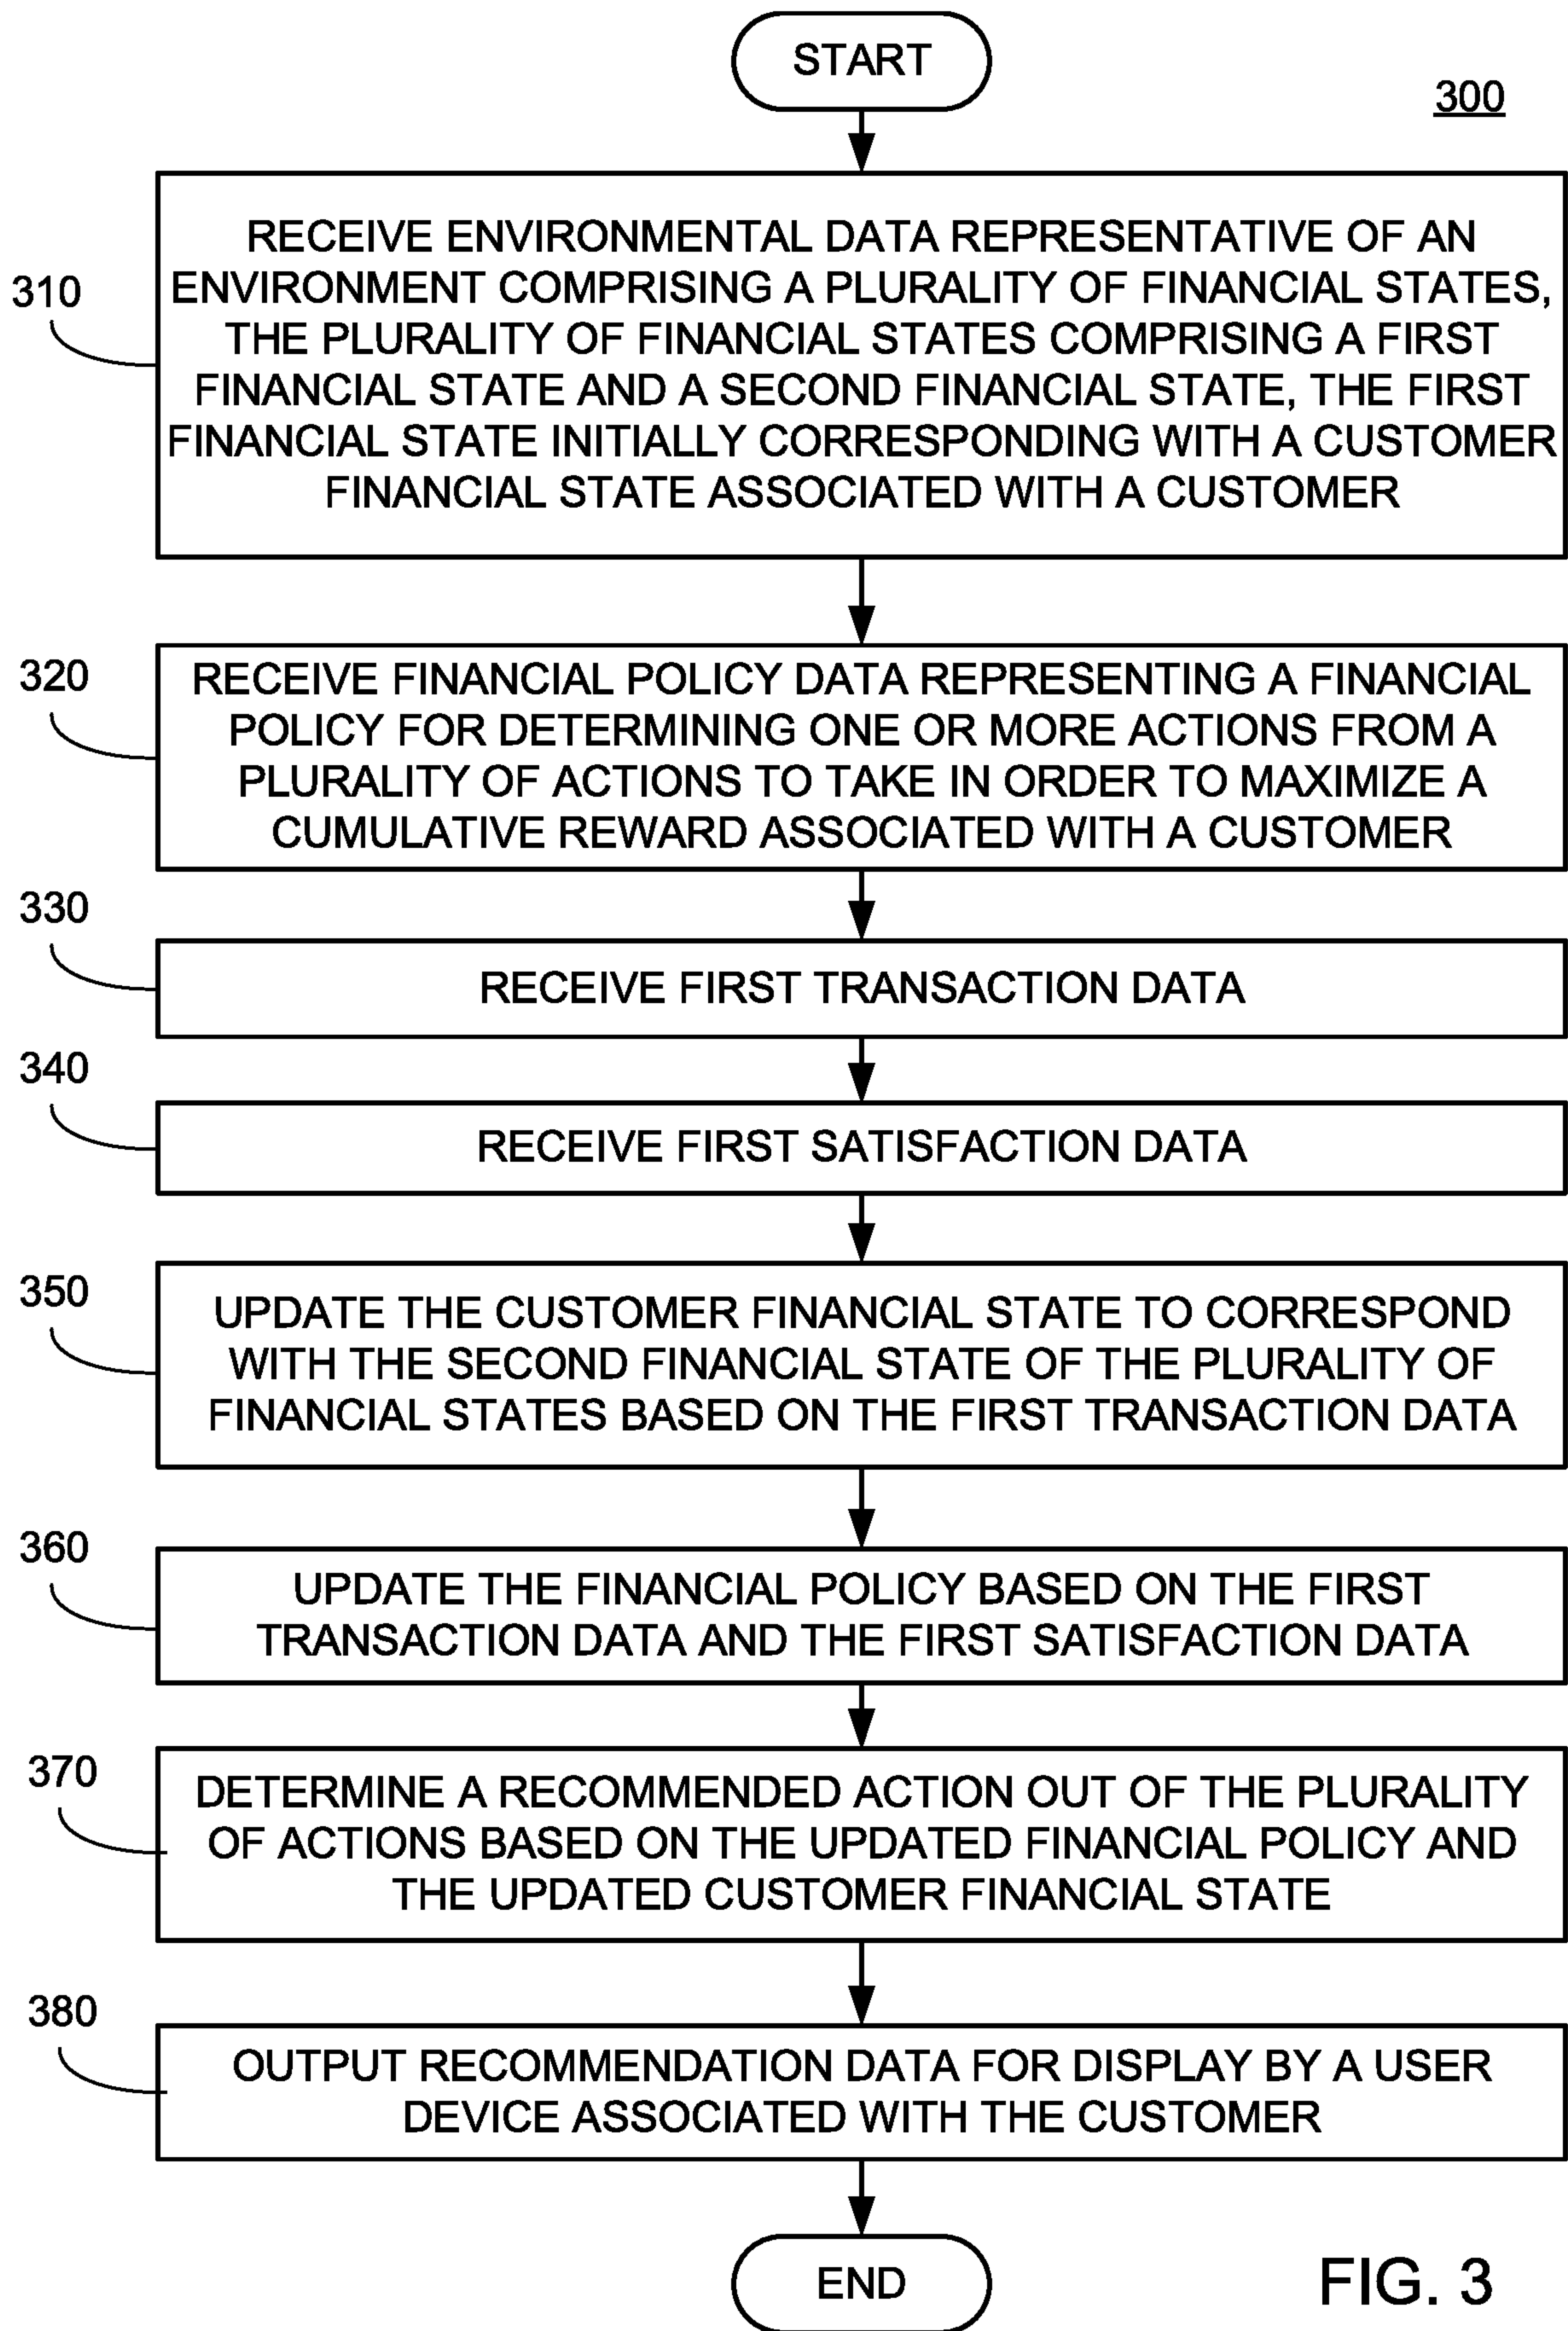 START
300
310
RECEIVE ENVIRONMENTAL DATA REPRESENTATIVE OF AN
ENVIRONMENT COMPRISING A PLURALITY OF FINANCIAL STATES,
THE PLURALITY OF FINANCIAL STATES COMPRISING A FIRST
FINANCIAL STATE AND A SECOND FINANCIAL STATE, THE FIRST
FINANCIAL STATE INITIALLY CORRESPONDING WITH A CUSTOMER
FINANCIAL STATE ASSOCIATED WITH A CUSTOMER
320
RECEIVE FINANCIAL POLICY DATA REPRESENTING A FINANCIAL
POLICY FOR DETERMINING ONE OR MORE ACTIONS FROM A
PLURALITY OF ACTIONS TO TAKE IN ORDER TO MAXIMIZE A
CUMULATIVE REWARD ASSOCIATED WITH A CUSTOMER
330
RECEIVE FIRST TRANSACTION DATA
340
RECEIVE FIRST SATISFACTION DATA
350
UPDATE THE CUSTOMER FINANCIAL STATE TO CORRESPOND
WITH THE SECOND FINANCIAL STATE OF THE PLURALITY OF
FINANCIAL STATES BASED ON THE FIRST TRANSACTION DATA
360
UPDATE THE FINANCIAL POLICY BASED ON THE FIRST
TRANSACTION DATA AND THE FIRST SATISFACTION DATA
370
DETERMINE A RECOMMENDED ACTION OUT OF THE PLURALITY
OF ACTIONS BASED ON THE UPDATED FINANCIAL POLICY AND
THE UPDATED CUSTOMER FINANCIAL STATE
380
OUTPUT RECOMMENDATION DATA FOR DISPLAY BY A USER
DEVICE ASSOCIATED WITH THE CUSTOMER
END
FIG. 3